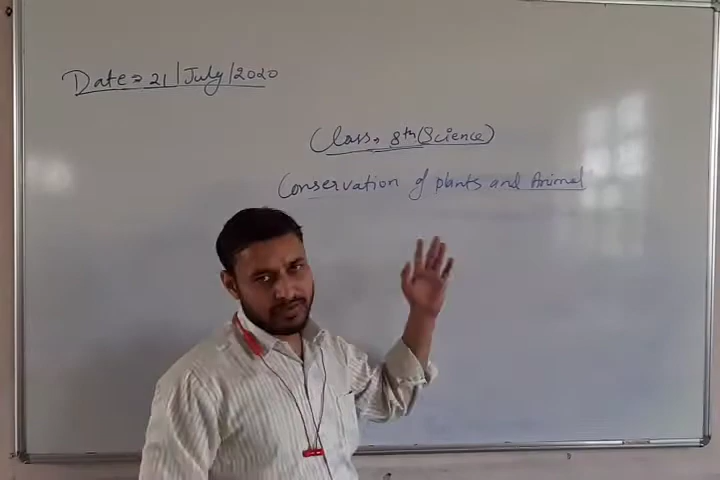 Date = 21/July/2020
Class = 8th (Science)
Conservation of plants and Animal